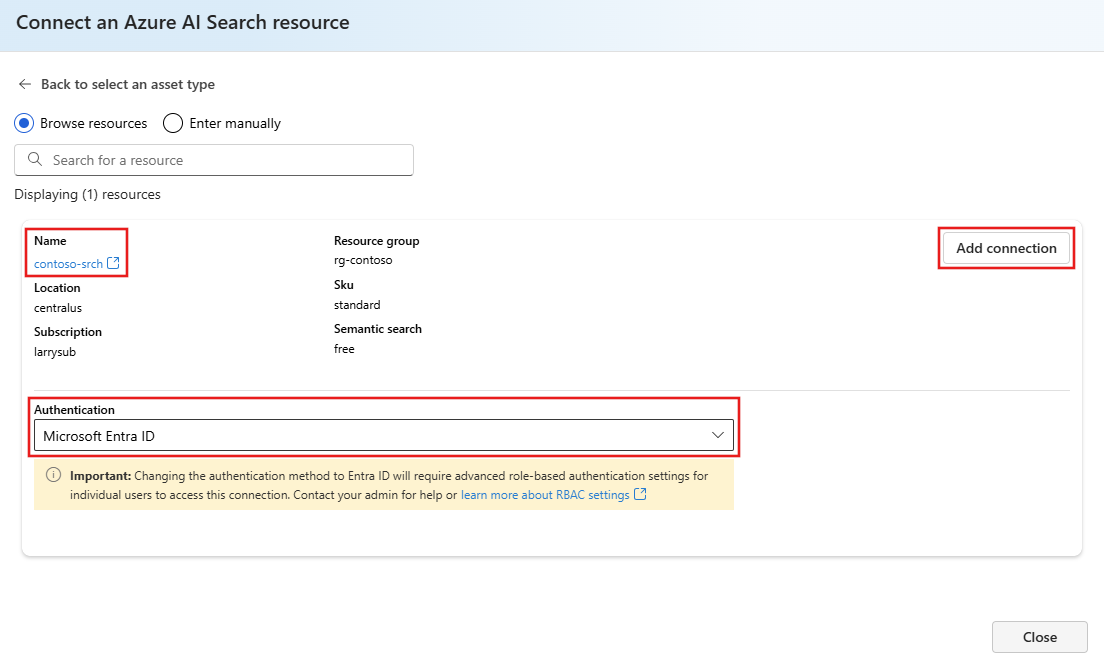 Connect an Azure AI Search resource
Back to select an asset type
Browse resources
Enter manually
Search for a resource
Displaying (1) resources
Name
contoso-srch
Location
centralus
Subscription
larrysub
Resource group
rg-contoso
Sku
standard
Semantic search
free
Add connection
Authentication
Microsoft Entra ID
Important: Changing the authentication method to Entra ID will require advanced role-based authentication settings for
individual users to access this connection. Contact your admin for help or learn more about RBAC settings
Close